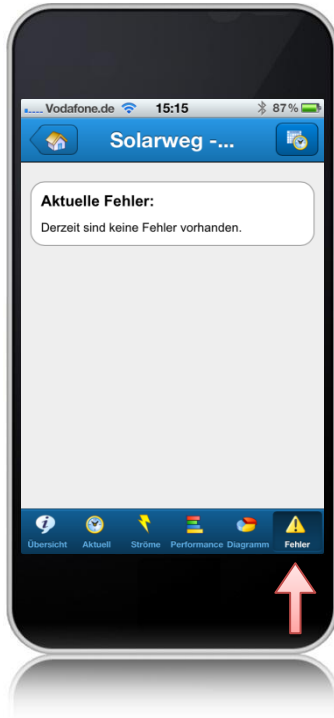 Vodafone.de 15:15 87%
Solarweg -...
Aktuelle Fehler:
Derzeit sind keine Fehler vorhanden.
Übersicht Aktuell Ströme Performance Diagramm Fehler